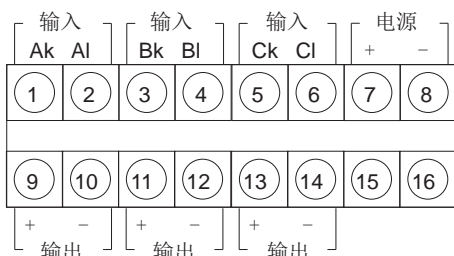 输入 输入 输入 电源
Ak Al Bk Bl Ck Cl + −
1 2 3 4 5 6 7 8
9 10 11 12 13 14 15 16
+ − + − + −
输出 输出 输出